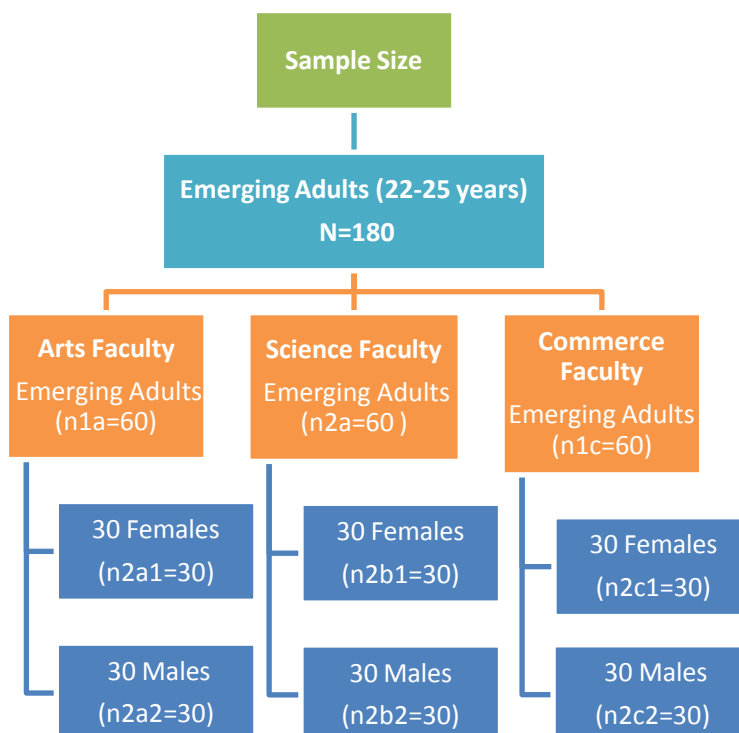 Sample Size
Emerging Adults (22-25 years)
N=180
Arts Faculty
Emerging Adults
(n1a=60)
Science Faculty
Emerging Adults
(n2a=60 )
Commerce
Faculty
Emerging Adults
(n1c=60)
30 Females
(n2a1=30)
30 Females
(n2b1=30)
30 Females
(n2c1=30)
30 Males
(n2a2=30)
30 Males
(n2b2=30)
30 Males
(n2c2=30)